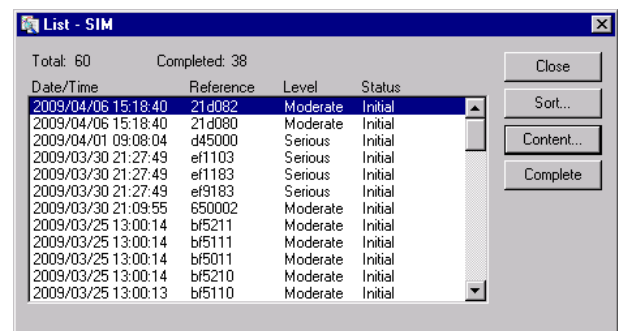 List - SIM
Total: 60 Completed: 38
Date/Time Reference Level Status
2009/04/06 15:18:40 21d082 Moderate Initial
2009/04/06 15:18:40 21d080 Moderate Initial
2009/04/01 09:08:04 d45000 Serious Initial
2009/03/30 21:27:49 ef1103 Serious Initial
2009/03/30 21:27:49 ef1183 Serious Initial
2009/03/30 21:27:49 ef9183 Serious Initial
2009/03/30 21:09:55 650002 Moderate Initial
2009/03/25 13:00:14 bf5211 Moderate Initial
2009/03/25 13:00:14 bf5111 Moderate Initial
2009/03/25 13:00:14 bf5011 Moderate Initial
2009/03/25 13:00:14 bf5210 Moderate Initial
2009/03/25 13:00:13 bf5110 Moderate Initial
Close
Sort...
Content...
Complete